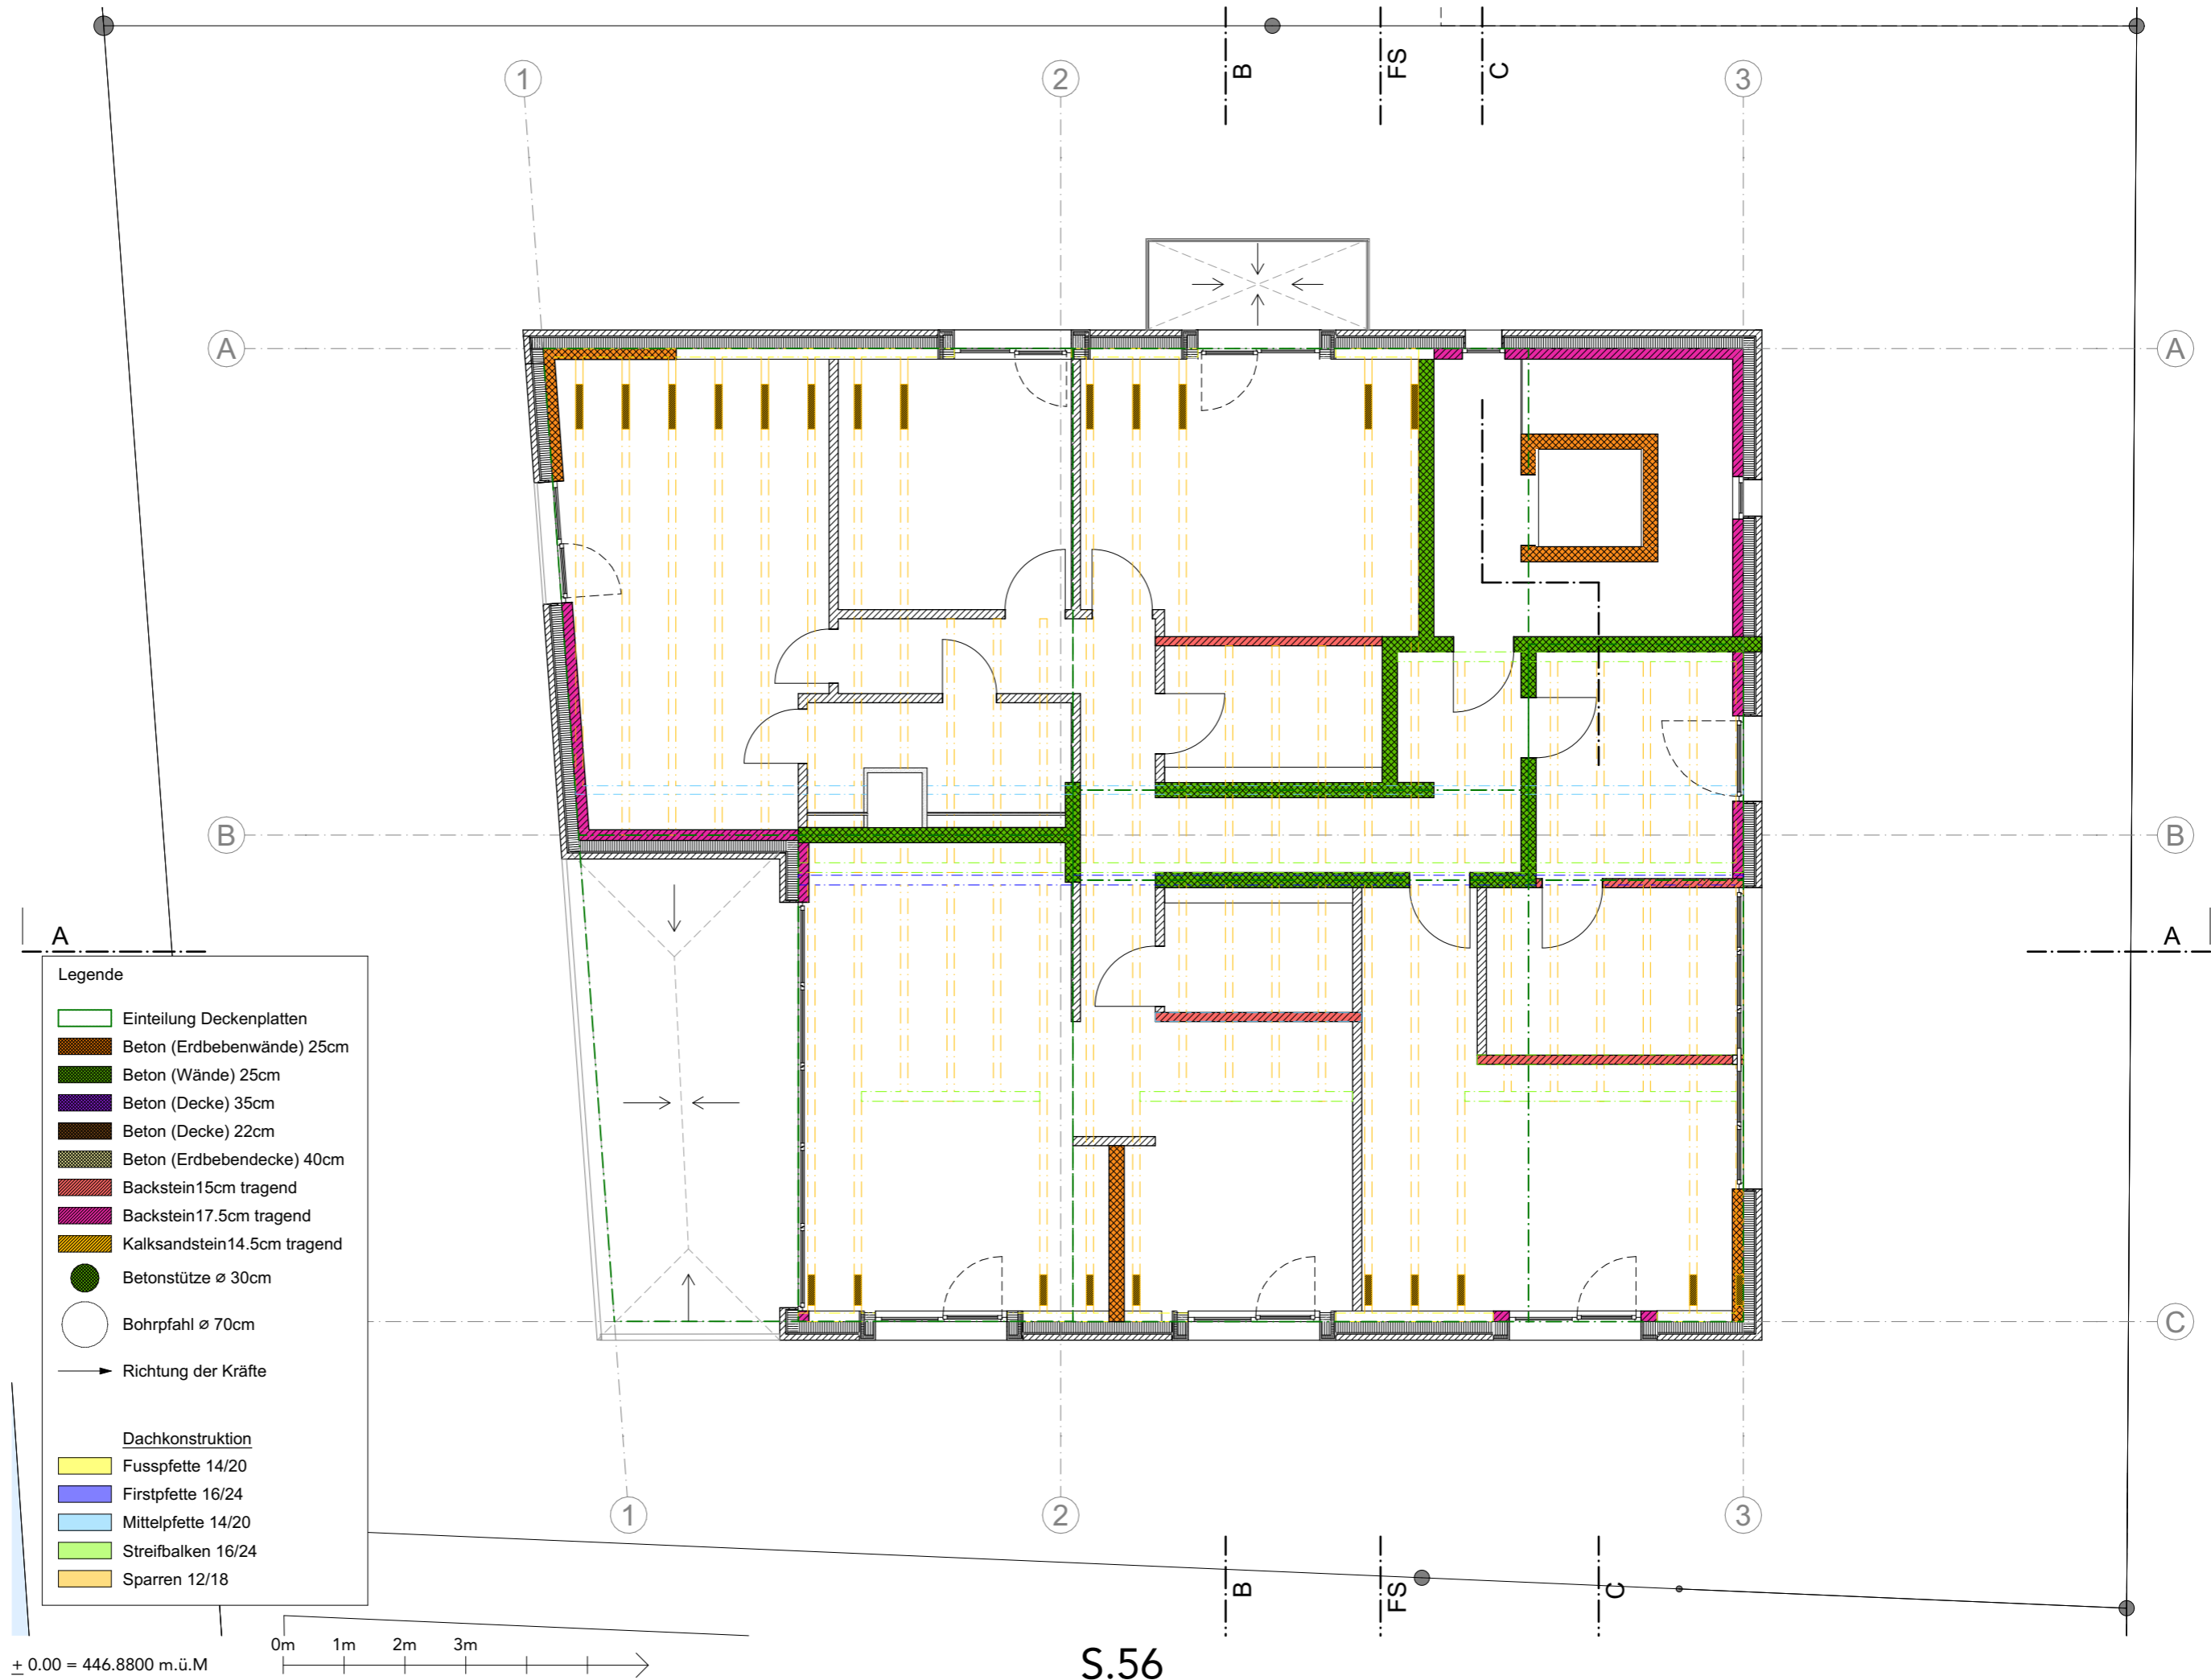 B
FS
C
1
2
3
A
A
B
B
A
A
Legende
Einteilung Deckenplatten
Beton (Erdbebenwände) 25cm
Beton (Wände) 25cm
Beton (Decke) 35cm
Beton (Decke) 22cm
Beton (Erdbebendecke) 40cm
Backstein15cm tragend
Backstein17.5cm tragend
Kalksandstein14.5cm tragend
Betonstütze ø 30cm
Bohrpfahl ø 70cm
Richtung der Kräfte
Dachkonstruktion
Fusspfette 14/20
Firstpfette 16/24
Mittelpfette 14/20
Streifbalken 16/24
Sparren 12/18
C
1
2
3
B
FS
C
0m 1m 2m 3m
± 0.00 = 446.8800 m.ü.M
S.56